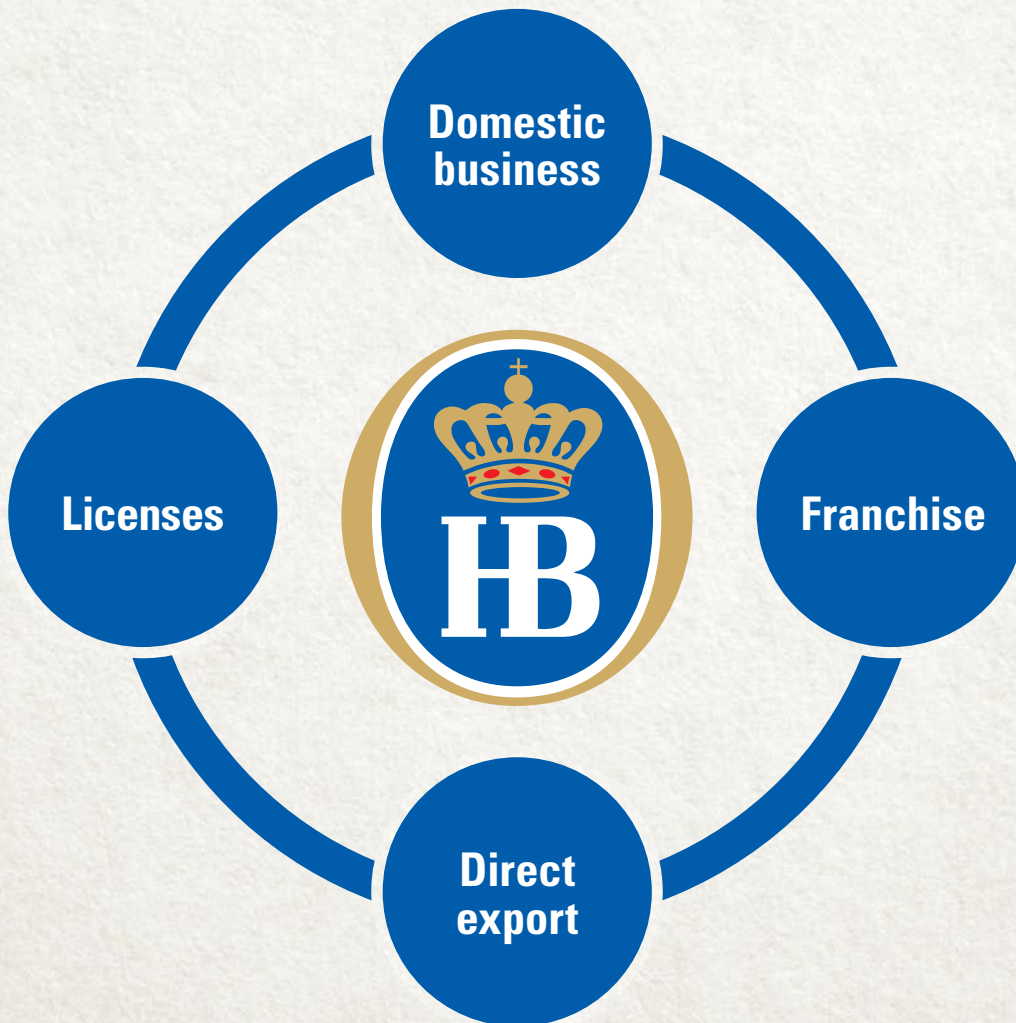 Domestic
business
Licenses
HB
Franchise
Direct
export